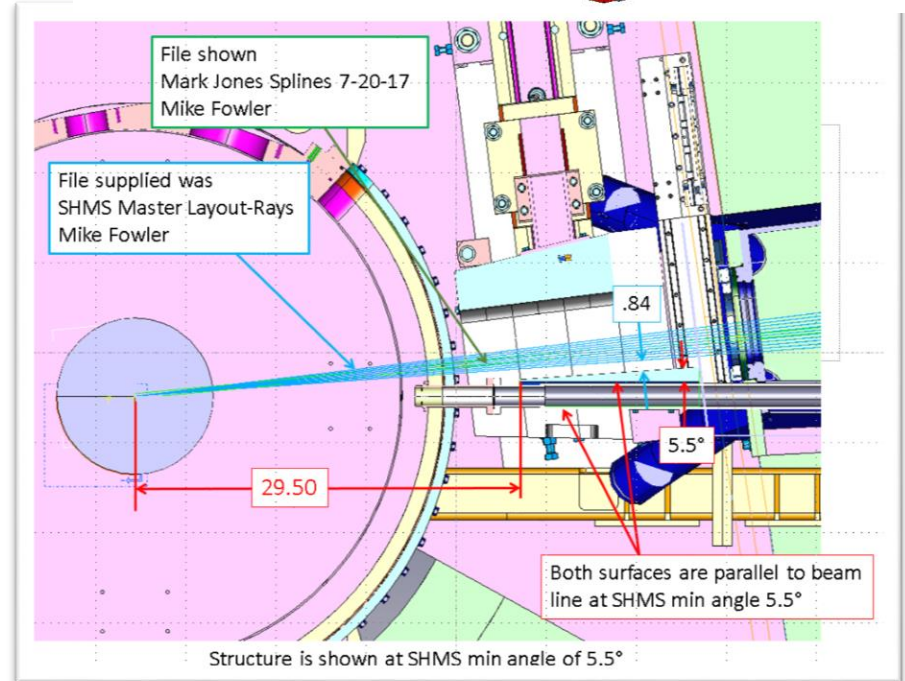 File shown
Mark Jones Splines 7-20-17
Mike Fowler
File supplied was
SHMS Master Layout-Rays
Mike Fowler
.84
5.5°
29.50
Both surfaces are parallel to beam
line at SHMS min angle 5.5°
Structure is shown at SHMS min angle of 5.5°